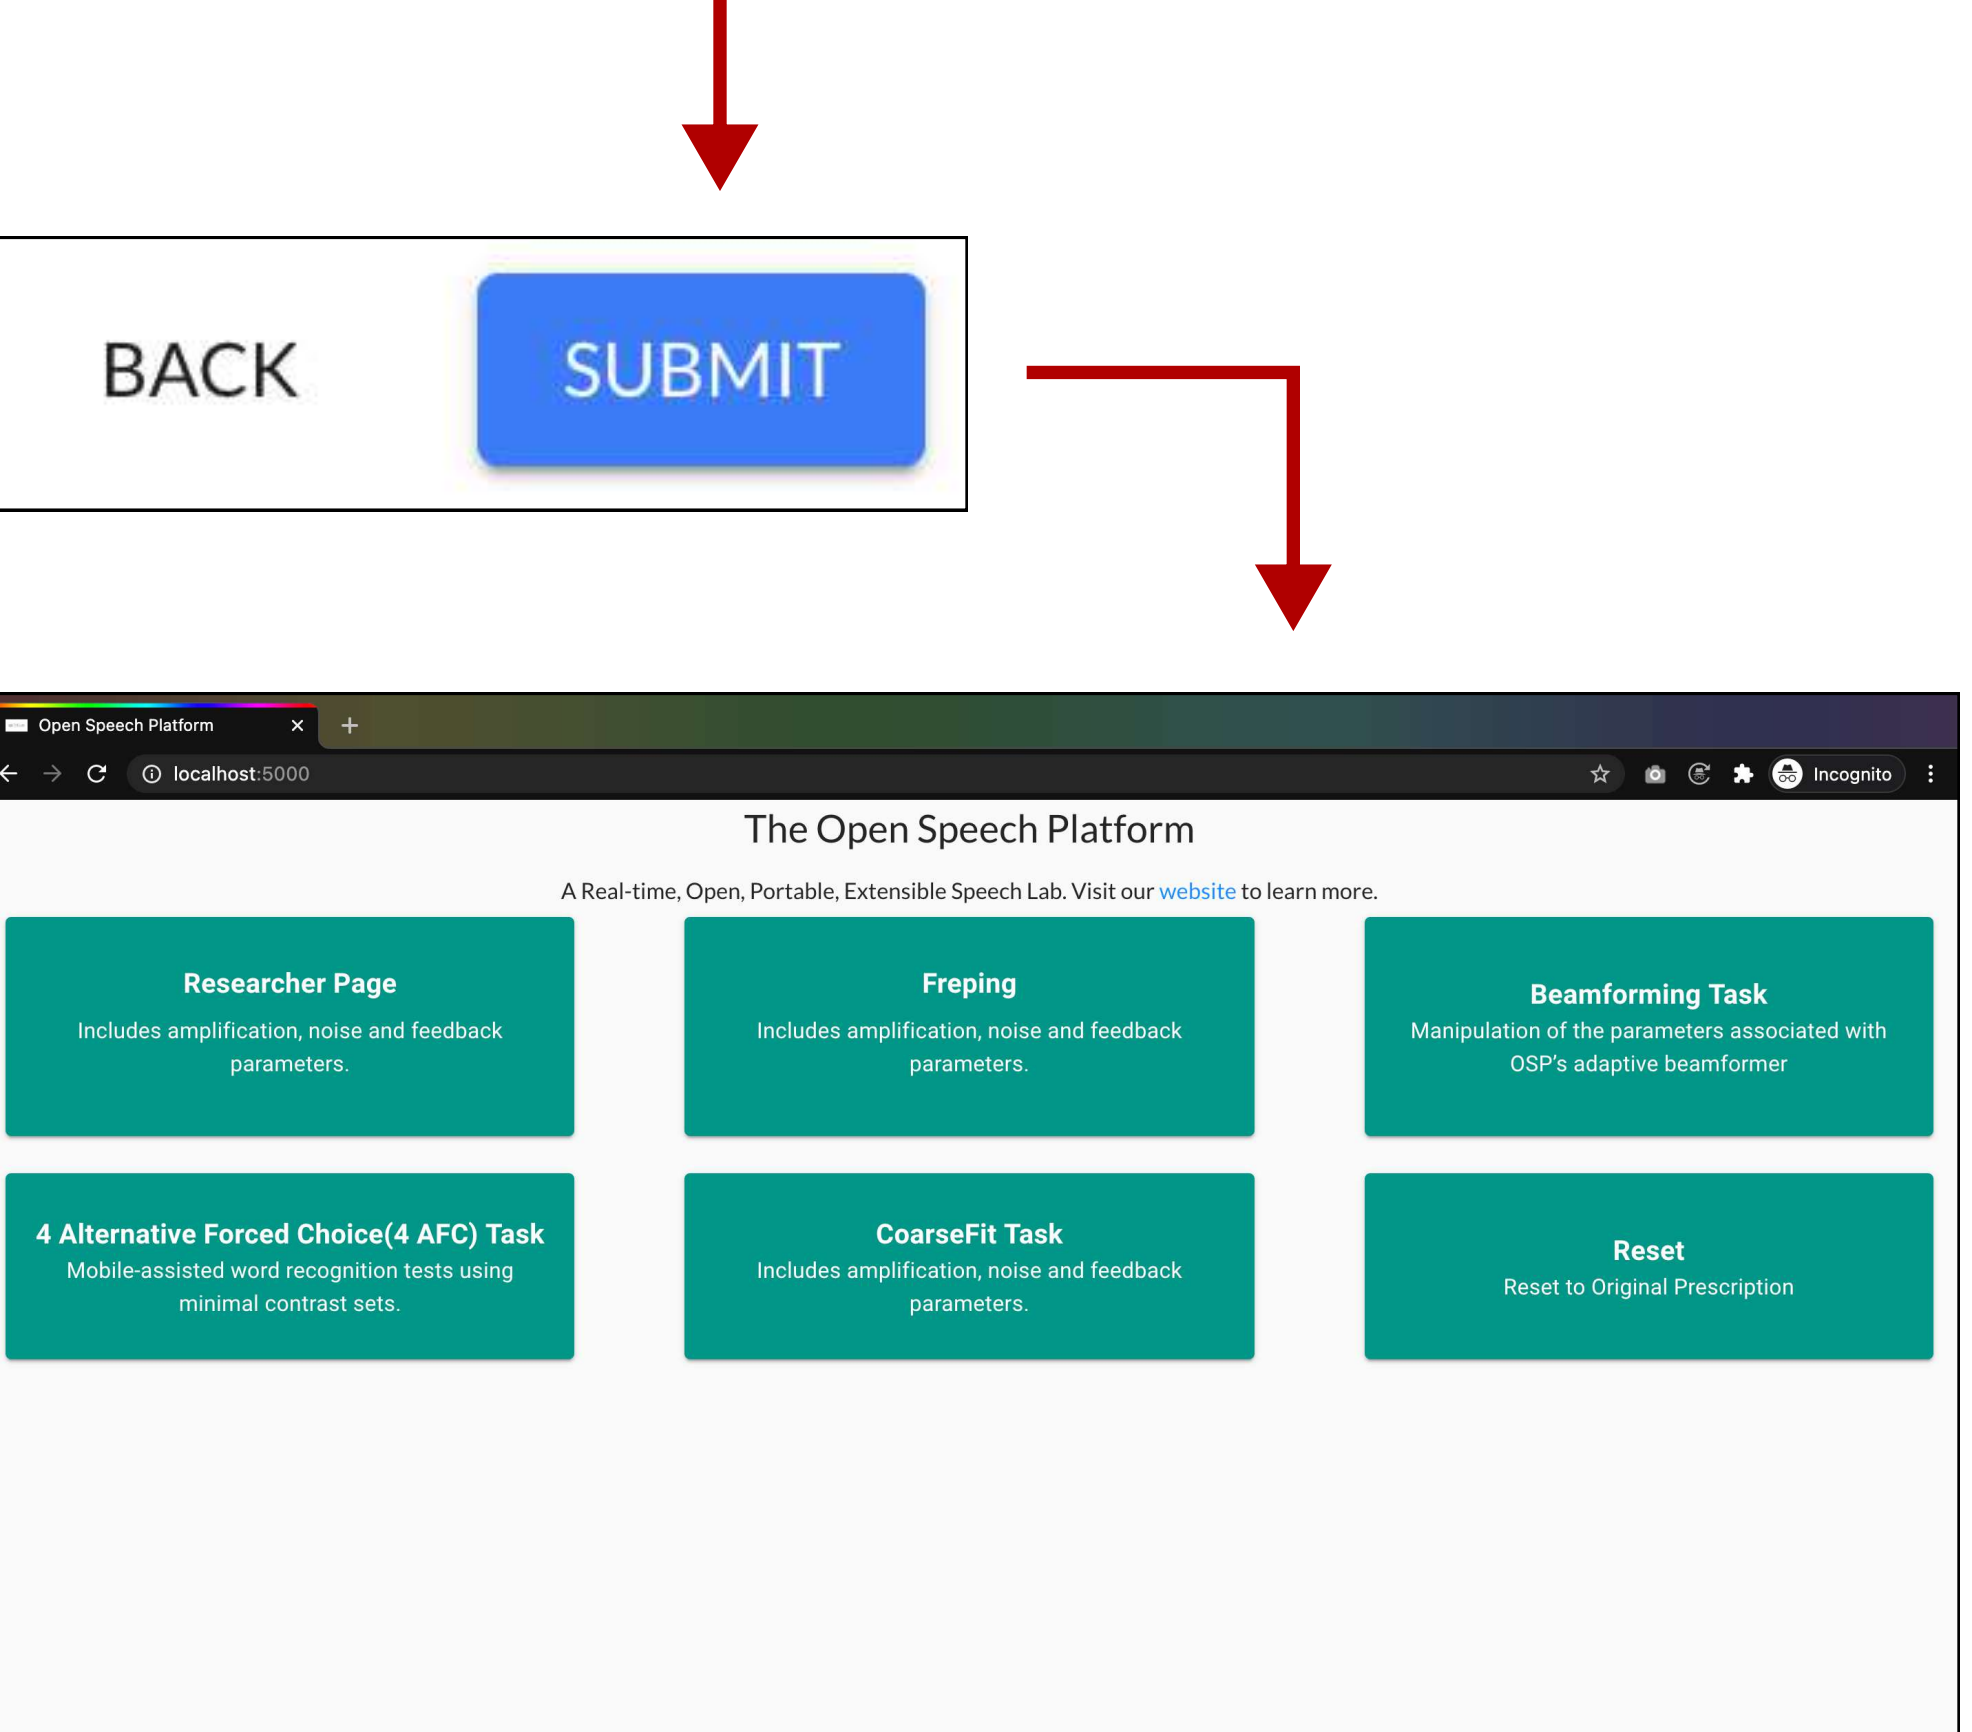 BACK
SUBMIT
Open Speech Platform
localhost:5000
Incognito
The Open Speech Platform
A Real-time, Open, Portable, Extensible Speech Lab. Visit our website to learn more.
Researcher Page
Includes amplification, noise and feedback
parameters.
Freping
Includes amplification, noise and feedback
parameters.
Beamforming Task
Manipulation of the parameters associated with
OSP's adaptive beamformer
4 Alternative Forced Choice(4 AFC) Task
Mobile-assisted word recognition tests using
minimal contrast sets.
CoarseFit Task
Includes amplification, noise and feedback
parameters.
Reset
Reset to Original Prescription